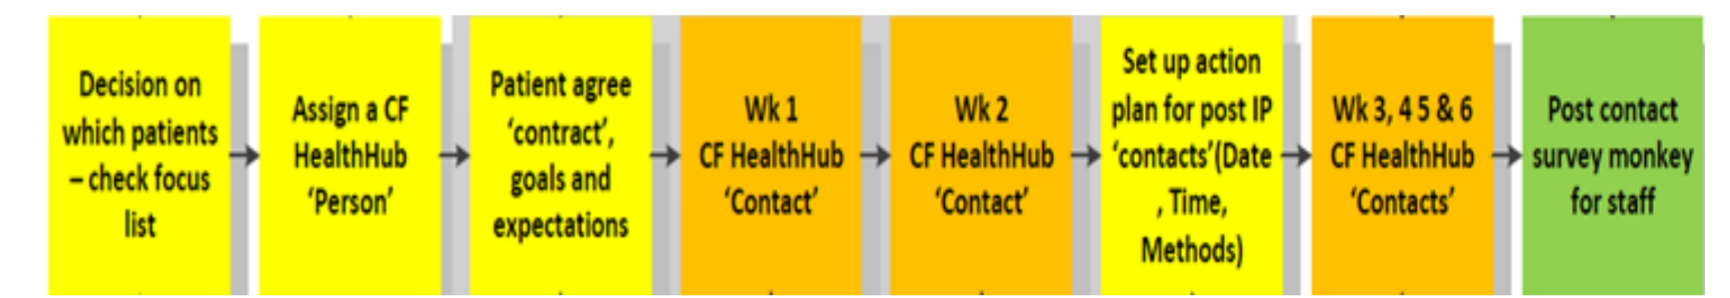 Decision on
which patients
– check focus
list
Assign a CF
HealthHub
‘Person’
Patient agree
‘contract’,
goals and
expectations
Wk 1
CF HealthHub
‘Contact’
Wk 2
CF HealthHub
‘Contact’
Set up action
plan for post IP
‘contacts’(Date
, Time,
Methods)
Wk 3, 4 5 & 6
CF HealthHub
‘Contacts’
Post contact
survey monkey
for staff